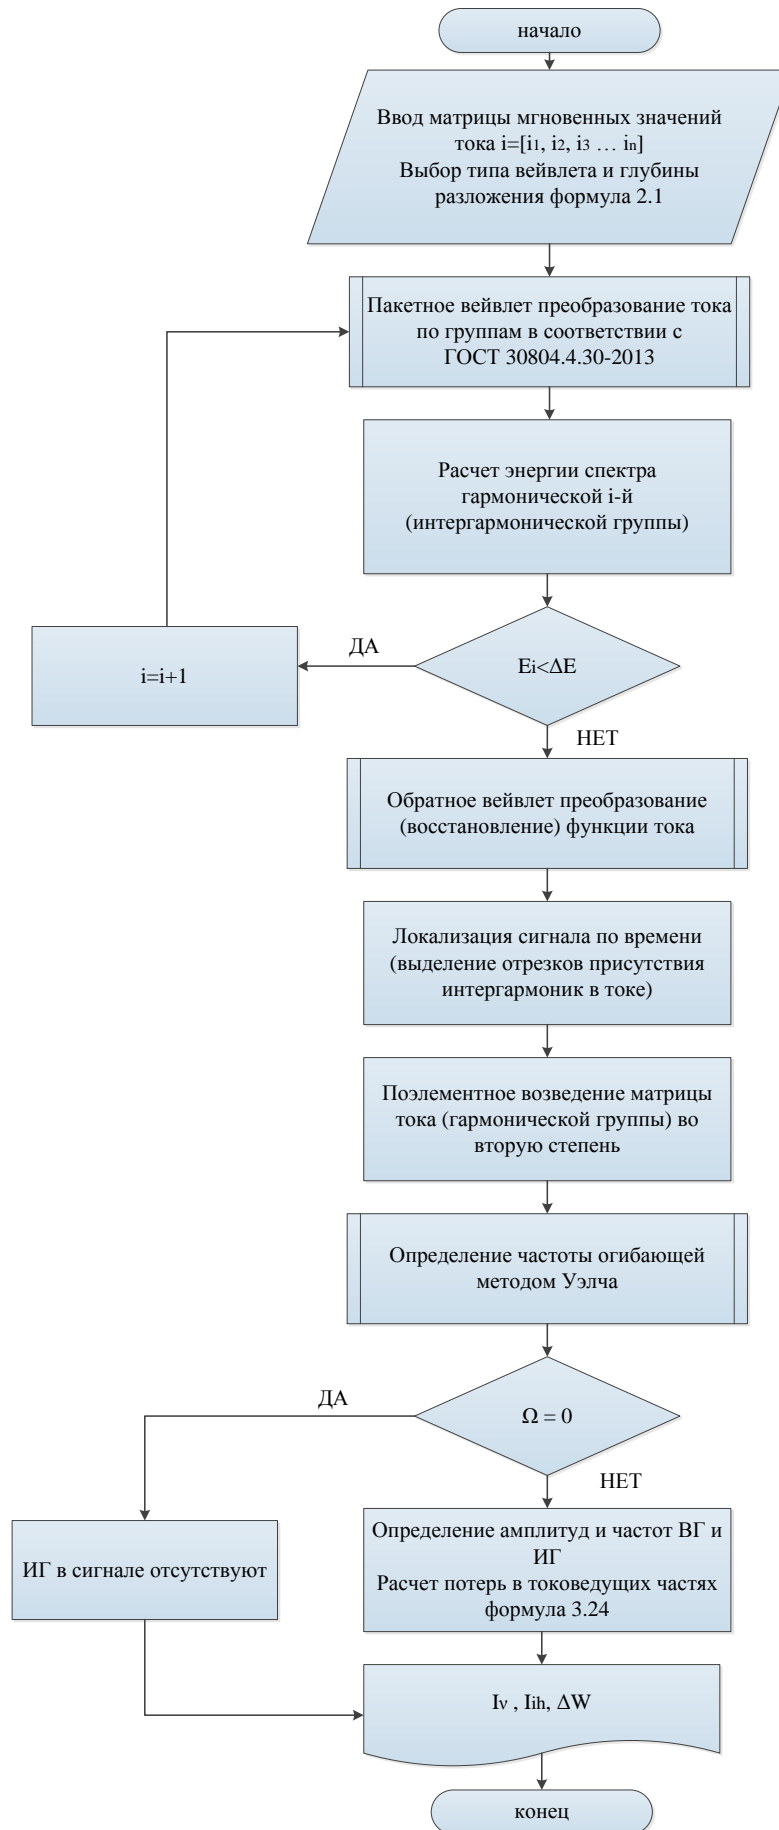 начало
Ввод матрицы мгновенных значений
тока i=[i1, i2, i3 … in]
Выбор типа вейвлета и глубины
разложения формула 2.1
Пакетное вейвлет преобразование тока
по группам в соответствии с
ГОСТ 30804.4.30-2013
Расчет энергии спектра
гармонической i-й
(интергармонической группы)
ДА
Ei<ΔE
i=i+1
НЕТ
Обратное вейвлет преобразование
(восстановление) функции тока
Локализация сигнала по времени
(выделение отрезков присутствия
интергармоник в токе)
Поэлементное возведение матрицы
тока (гармонической группы) во
вторую степень
Определение частоты огибающей
методом Уэлча
ДА
Ω = 0
НЕТ
ИГ в сигнале отсутствуют
Определение амплитуд и частот ВГ и
ИГ
Расчет потерь в токоведущих частях
формула 3.24
Iν , Iih, ΔW
конец